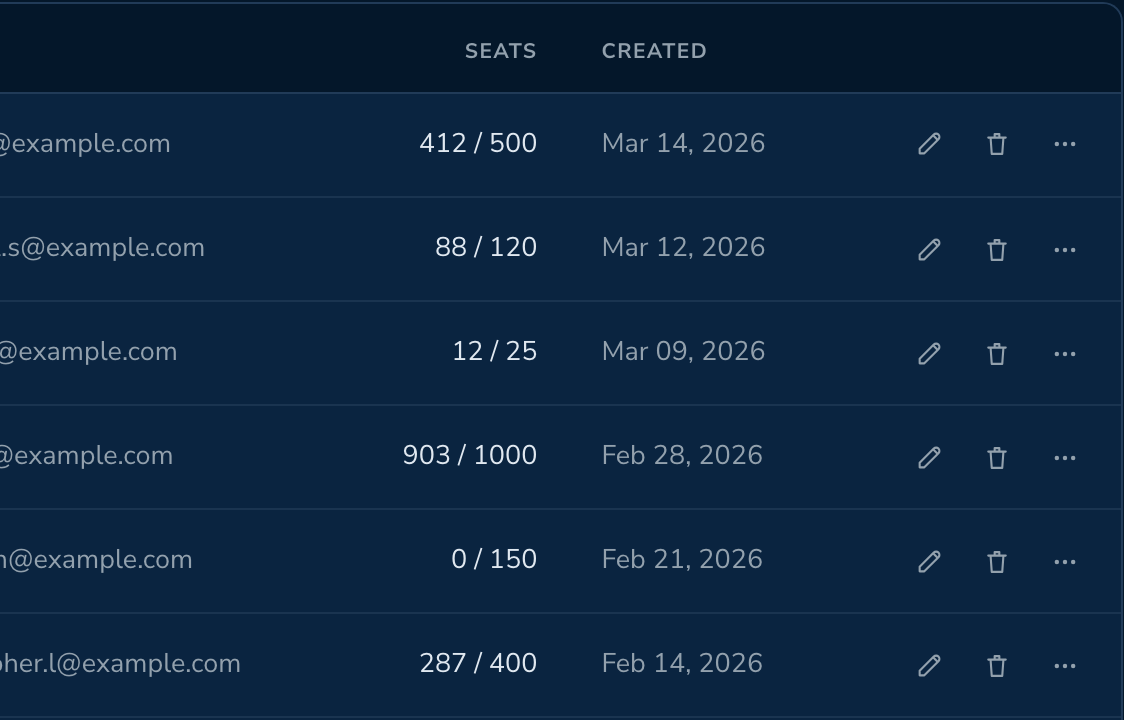 SEATS CREATED
@example.com 412 / 500 Mar 14, 2026
.s@example.com 88 / 120 Mar 12, 2026
@example.com 12 / 25 Mar 09, 2026
@example.com 903 / 1000 Feb 28, 2026
@example.com 0 / 150 Feb 21, 2026
her.l@example.com 287 / 400 Feb 14, 2026